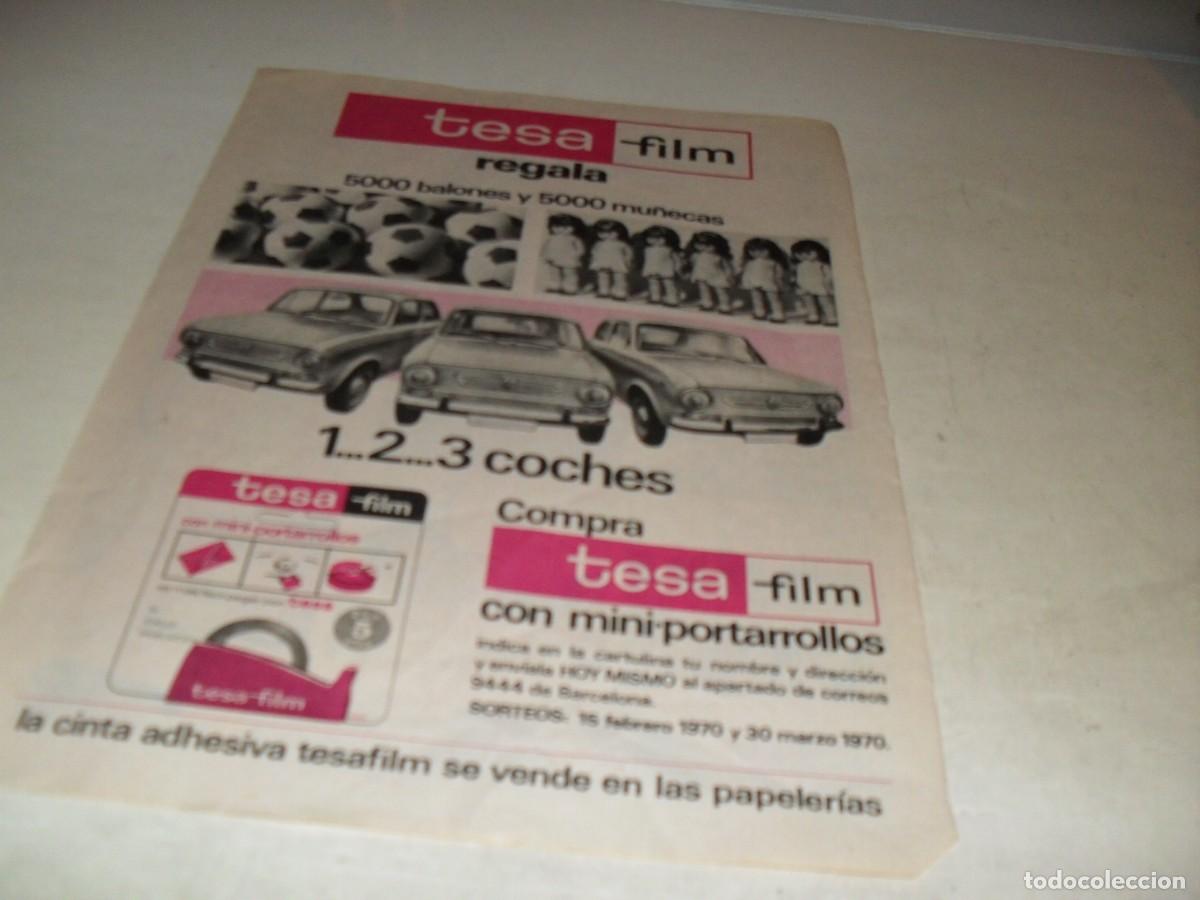 tesa film
regala
5000 balones y 5000 muñecas
1...2...3 coches
tesa film
con mini-portarrollos
tesa
5
tesa-film
Compra
tesa film
con mini-portarrollos
indica en la cartulina tu nombre y dirección
y envíala HOY MISMO al apartado de correos
9444 de Barcelona.
SORTEOS: 15 febrero 1970 y 30 marzo 1970.
la cinta adhesiva tesafilm se vende en las papelerías
todocoleccion